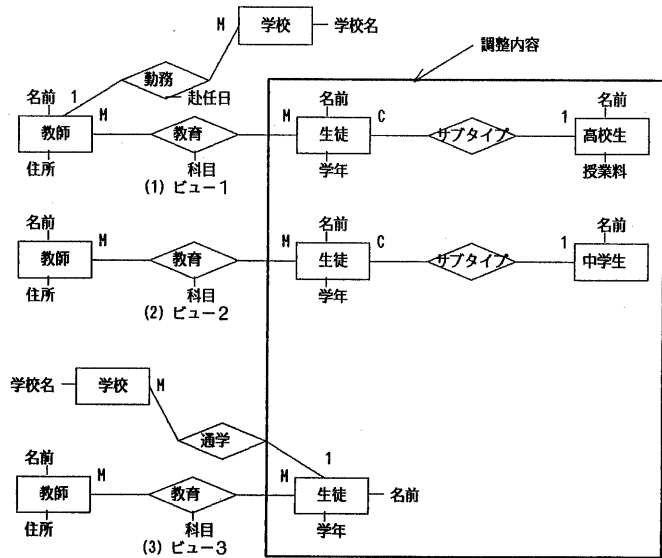 M
学校
学校名
調整内容
勤務
1
赴任日
名前
教師
住所
M
教育
科目
M
名前
生徒
学年
C
サブタイプ
1
名前
高校生
授業料
(1) ビュー1
名前
教師
住所
M
教育
科目
M
名前
生徒
学年
C
サブタイプ
1
名前
中学生
(2) ビュー2
学校名
学校
M
通学
1
名前
教師
住所
M
教育
科目
M
生徒
名前
学年
(3) ビュー3